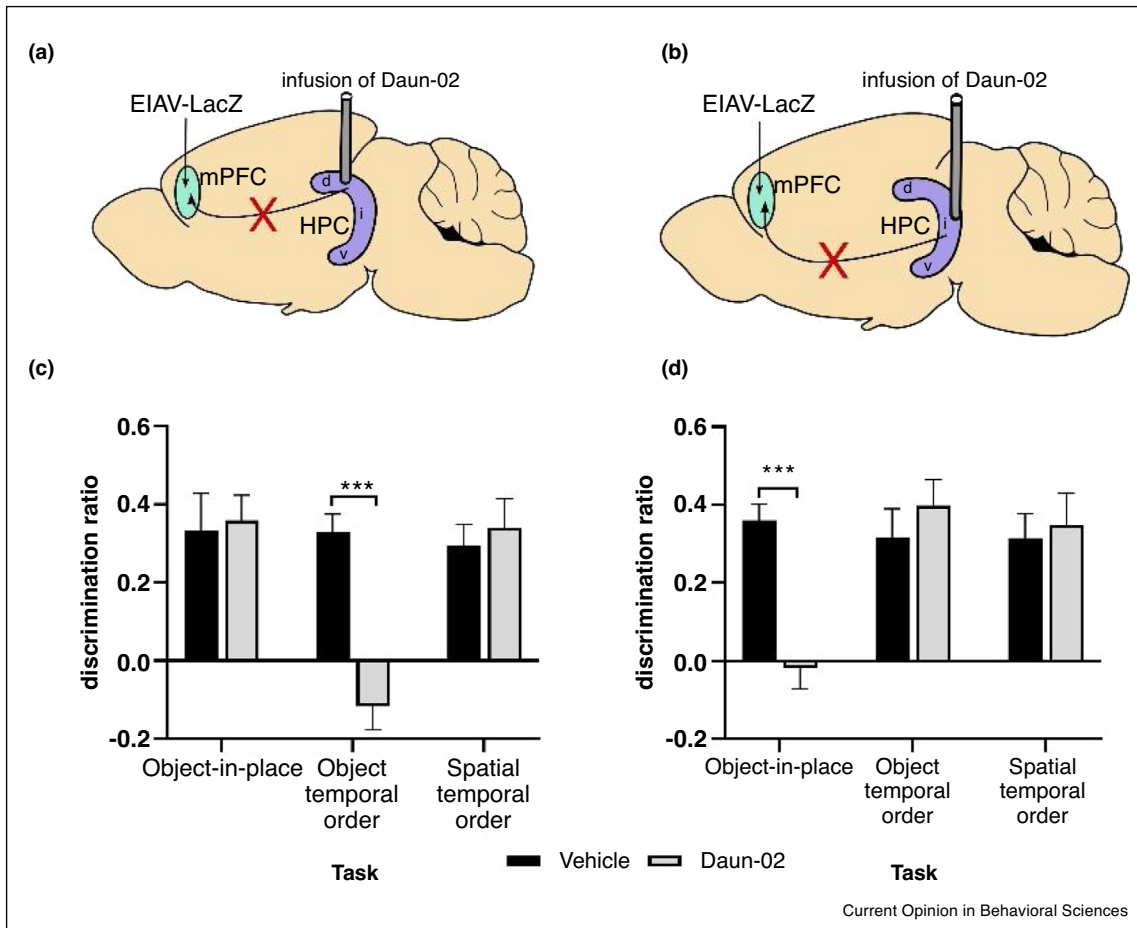 (a)
infusion of Daun-02
EIAV-LacZ
mPFC
d
HPC
i
v
X
(b)
infusion of Daun-02
EIAV-LacZ
mPFC
d
HPC
i
v
X
(c)
discrimination ratio
0.6
0.4
0.2
0.0
-0.2
***
Object-in-place
Object
temporal
order
Spatial
temporal
order
Task
(d)
discrimination ratio
0.6
0.4
0.2
0.0
-0.2
***
Object-in-place
Object
temporal
order
Spatial
temporal
order
Task
Vehicle
Daun-02
Current Opinion in Behavioral Sciences